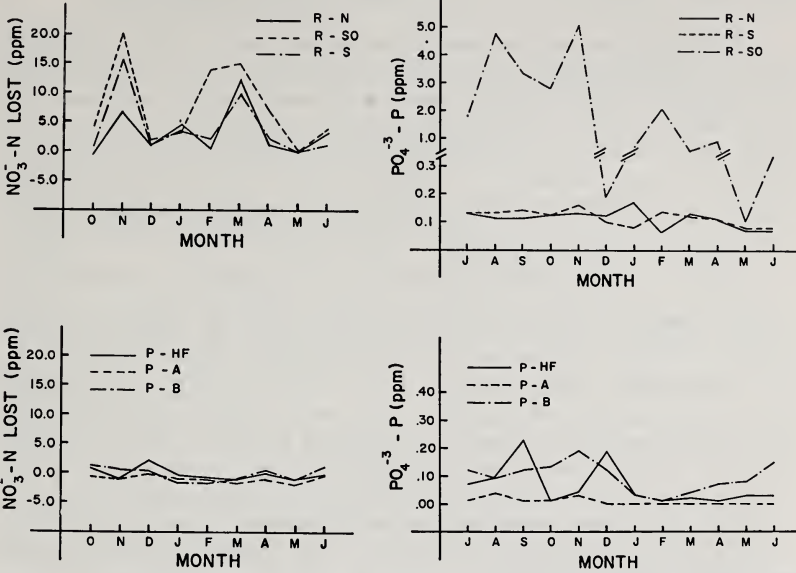 NO₃⁻-N LOST (ppm)
20.0
15.0
10.0
5.0
0.0
-5.0
R - N
R - SO
R - S
O N D J F M A M J
MONTH
PO₄⁻³ - P (ppm)
5.0
4.0
3.0
2.0
1.0
0.3
0.2
0.1
R - N
R - S
R - SO
J A S O N D J F M A M J
MONTH
NO₃⁻-N LOST (ppm)
20.0
15.0
10.0
5.0
0.0
-5.0
P - HF
P - A
P - B
O N D J F M A M J
MONTH
PO₄⁻³ - P (ppm)
.40
.30
.20
.10
.00
P - HF
P - A
P - B
J A S O N D J F M A M J
MONTH